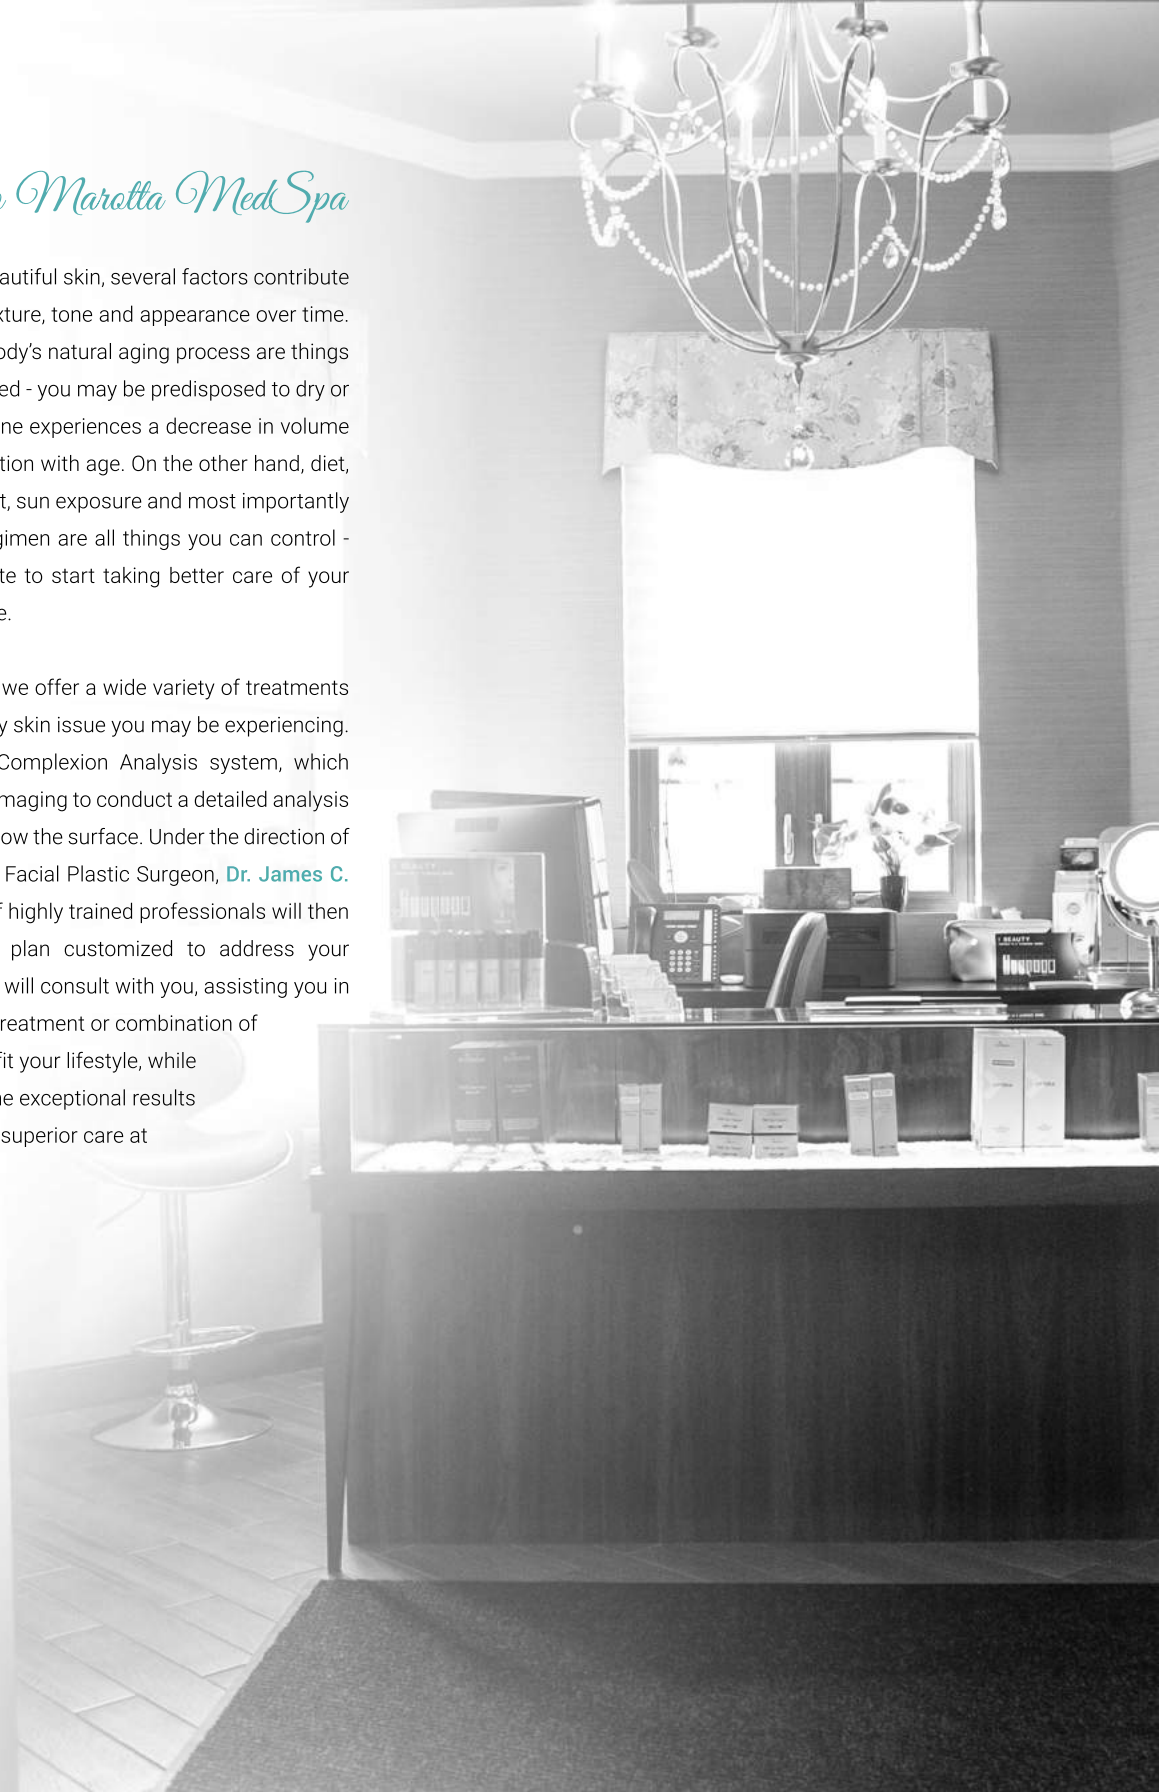 Marotta MedSpa
autiful skin, several factors contribute
xture, tone and appearance over time.
ody's natural aging process are things
ed - you may be predisposed to dry or
ne experiences a decrease in volume
tion with age. On the other hand, diet,
t, sun exposure and most importantly
gimen are all things you can control -
te to start taking better care of your
e.
we offer a wide variety of treatments
y skin issue you may be experiencing.
Complexion Analysis system, which
maging to conduct a detailed analysis
ow the surface. Under the direction of
Facial Plastic Surgeon, Dr. James C.
f highly trained professionals will then
plan customized to address your
will consult with you, assisting you in
treatment or combination of
fit your lifestyle, while
he exceptional results
superior care at
I BEAUTY
I BEAUTY